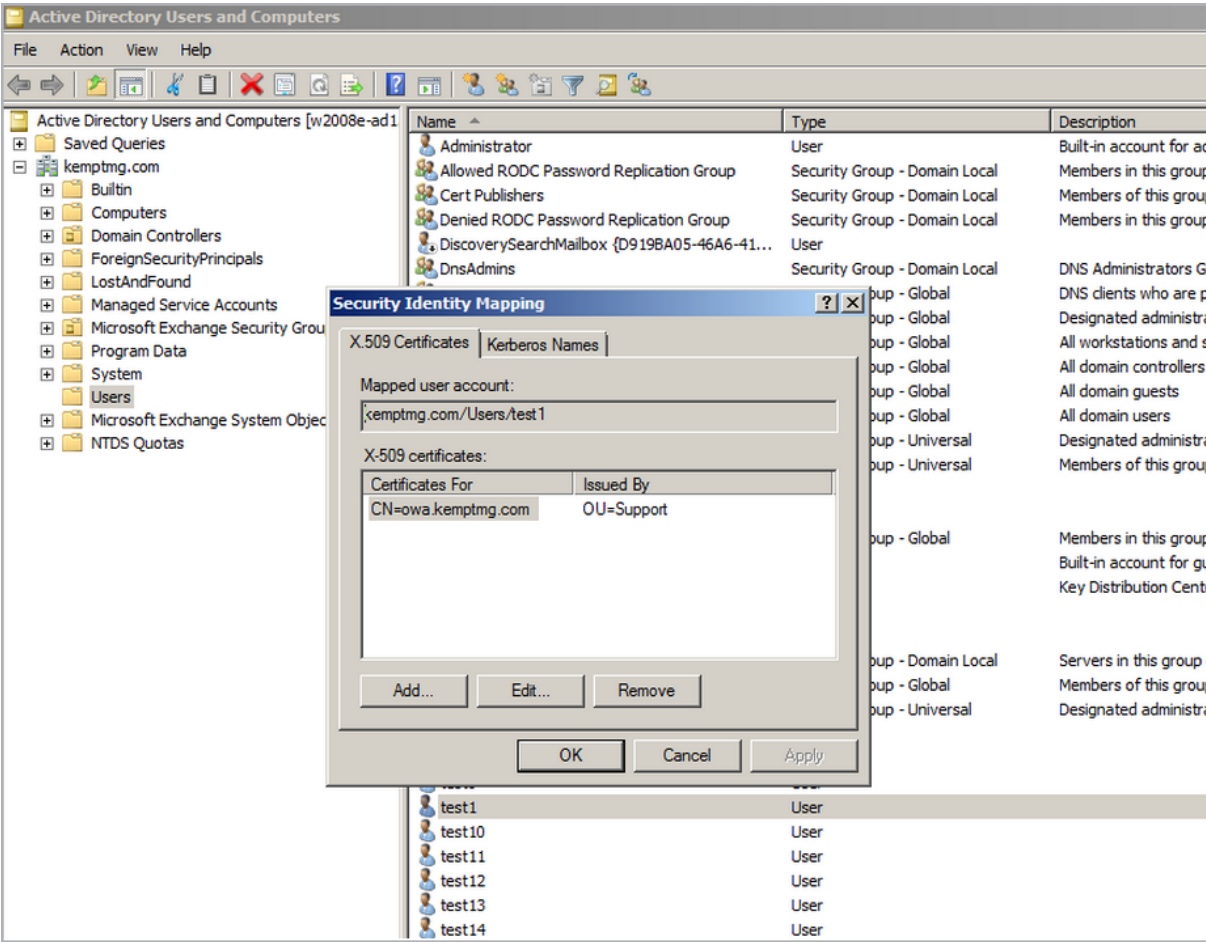 Active Directory Users and Computers
File Action View Help
Active Directory Users and Computers [w2008e-ad1
Saved Queries
kemptmg.com
Builtin
Computers
Domain Controllers
ForeignSecurityPrincipals
LostAndFound
Managed Service Accounts
Microsoft Exchange Security Grou
Program Data
System
Users
Microsoft Exchange System Objec
NTDS Quotas
Name Type Description
Administrator User Built-in account for ad
Allowed RODC Password Replication Group Security Group - Domain Local Members in this group
Cert Publishers Security Group - Domain Local Members of this grou
Denied RODC Password Replication Group Security Group - Domain Local Members in this group
DiscoverySearchMailbox {D919BA05-46A6-41... User
DnsAdmins Security Group - Domain Local DNS Administrators G
oup - Global DNS clients who are p
oup - Global Designated administra
oup - Global All workstations and s
oup - Global All domain controllers
oup - Global All domain guests
oup - Global All domain users
oup - Universal Designated administra
oup - Universal Members of this grou
oup - Global Members in this group
Built-in account for gu
Key Distribution Cent
oup - Domain Local Servers in this group
oup - Global Members of this grou
oup - Universal Designated administra
Security Identity Mapping
X.509 Certificates Kerberos Names
Mapped user account:
kemptmg.com/Users/test1
X-509 certificates:
Certificates For Issued By
CN=owa.kemptmg.com OU=Support
Add... Edit... Remove
OK Cancel Apply
test1 User
test10 User
test11 User
test12 User
test13 User
test14 User